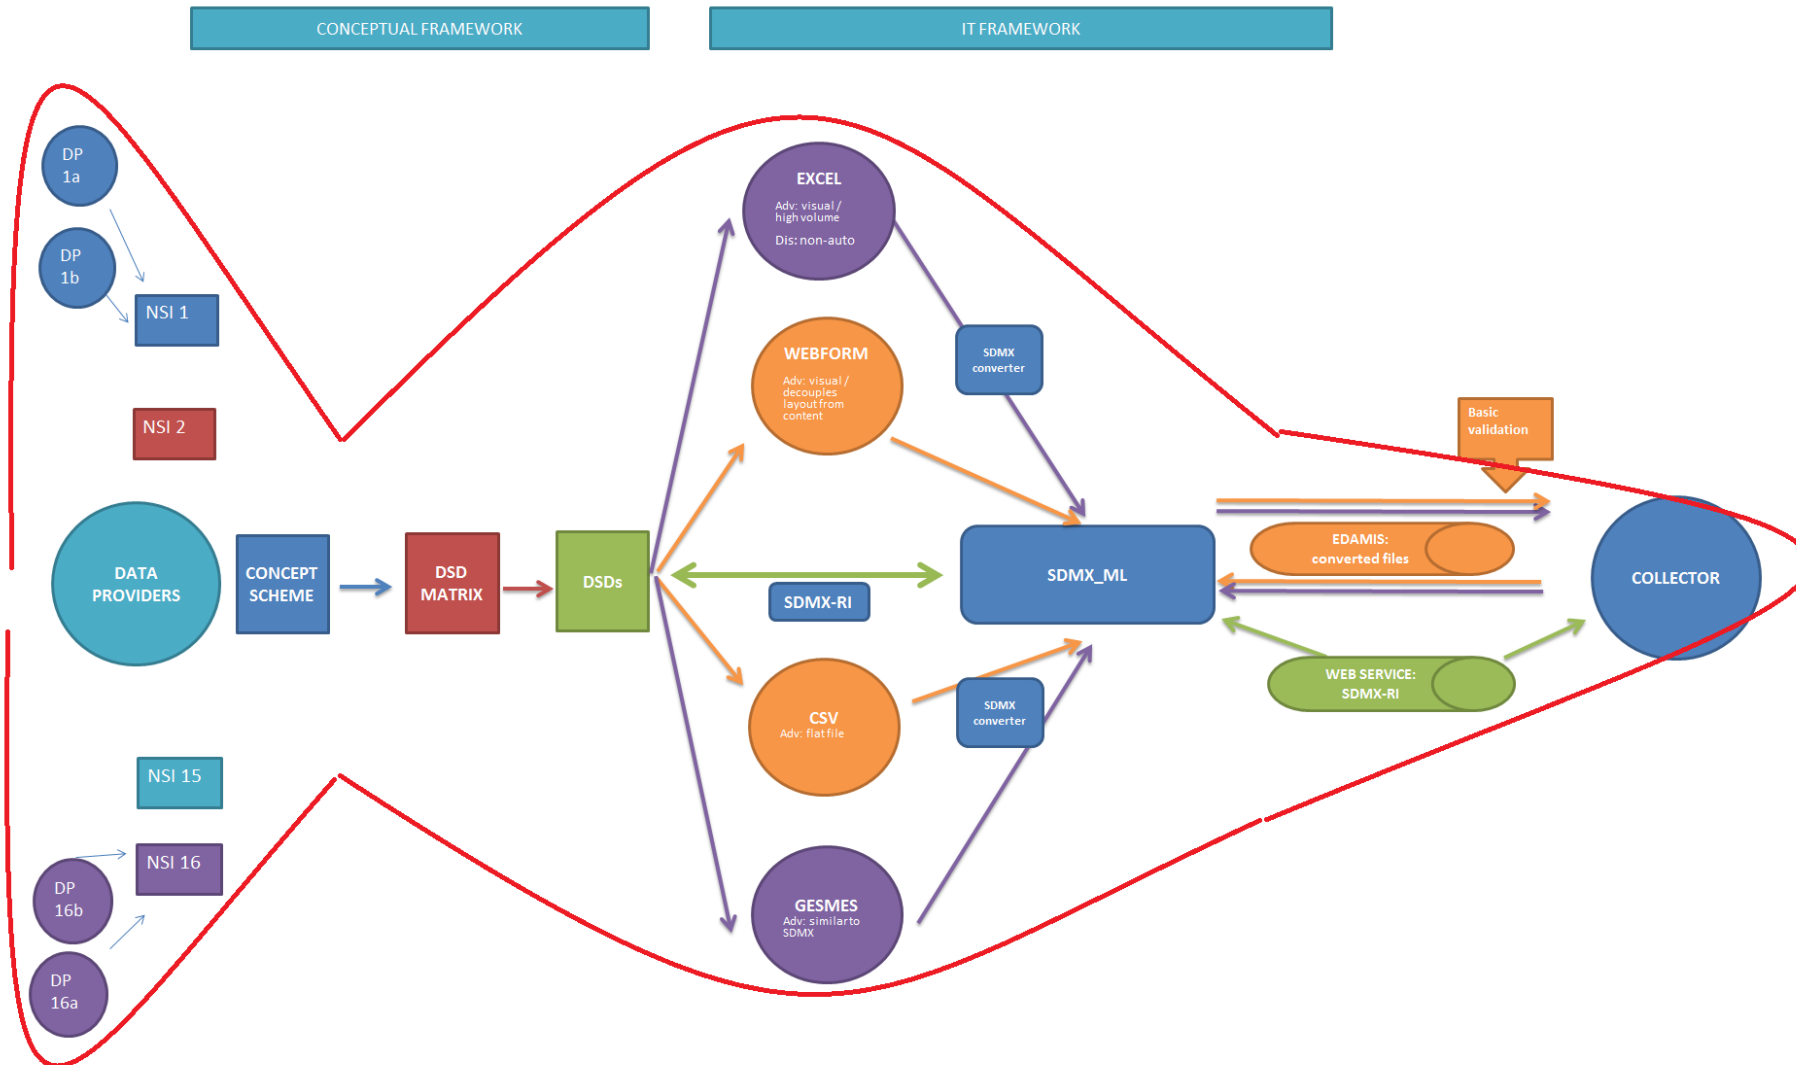 CONCEPTUAL FRAMEWORK
IT FRAMEWORK
DP
1a
DP
1b
NSI 1
NSI 2
DATA
PROVIDERS
CONCEPT
SCHEME
DSD
MATRIX
DSDs
NSI 15
NSI 16
DP
16b
DP
16a
EXCEL
Adv: visual /
high volume
Dis: non-auto
WEBFORM
Adv: visual /
decouples
layout from
content
SDMX
converter
SDMX-RI
SDMX_ML
CSV
Adv: flat file
SDMX
converter
GESMES
Adv: similar to
SDMX
Basic
validation
EDAMIS:
converted files
WEB SERVICE:
SDMX-RI
COLLECTOR